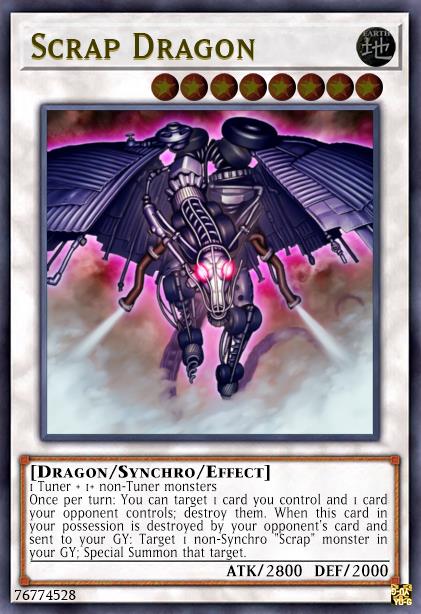 Scrap Dragon
EARTH
地
[Dragon/Synchro/Effect]
1 Tuner + 1+ non-Tuner monsters
Once per turn: You can target 1 card you control and 1 card
your opponent controls; destroy them. When this card in
your possession is destroyed by your opponent's card and
sent to your GY: Target 1 non-Synchro "Scrap" monster in
your GY; Special Summon that target.
ATK/2800 DEF/2000
76774528